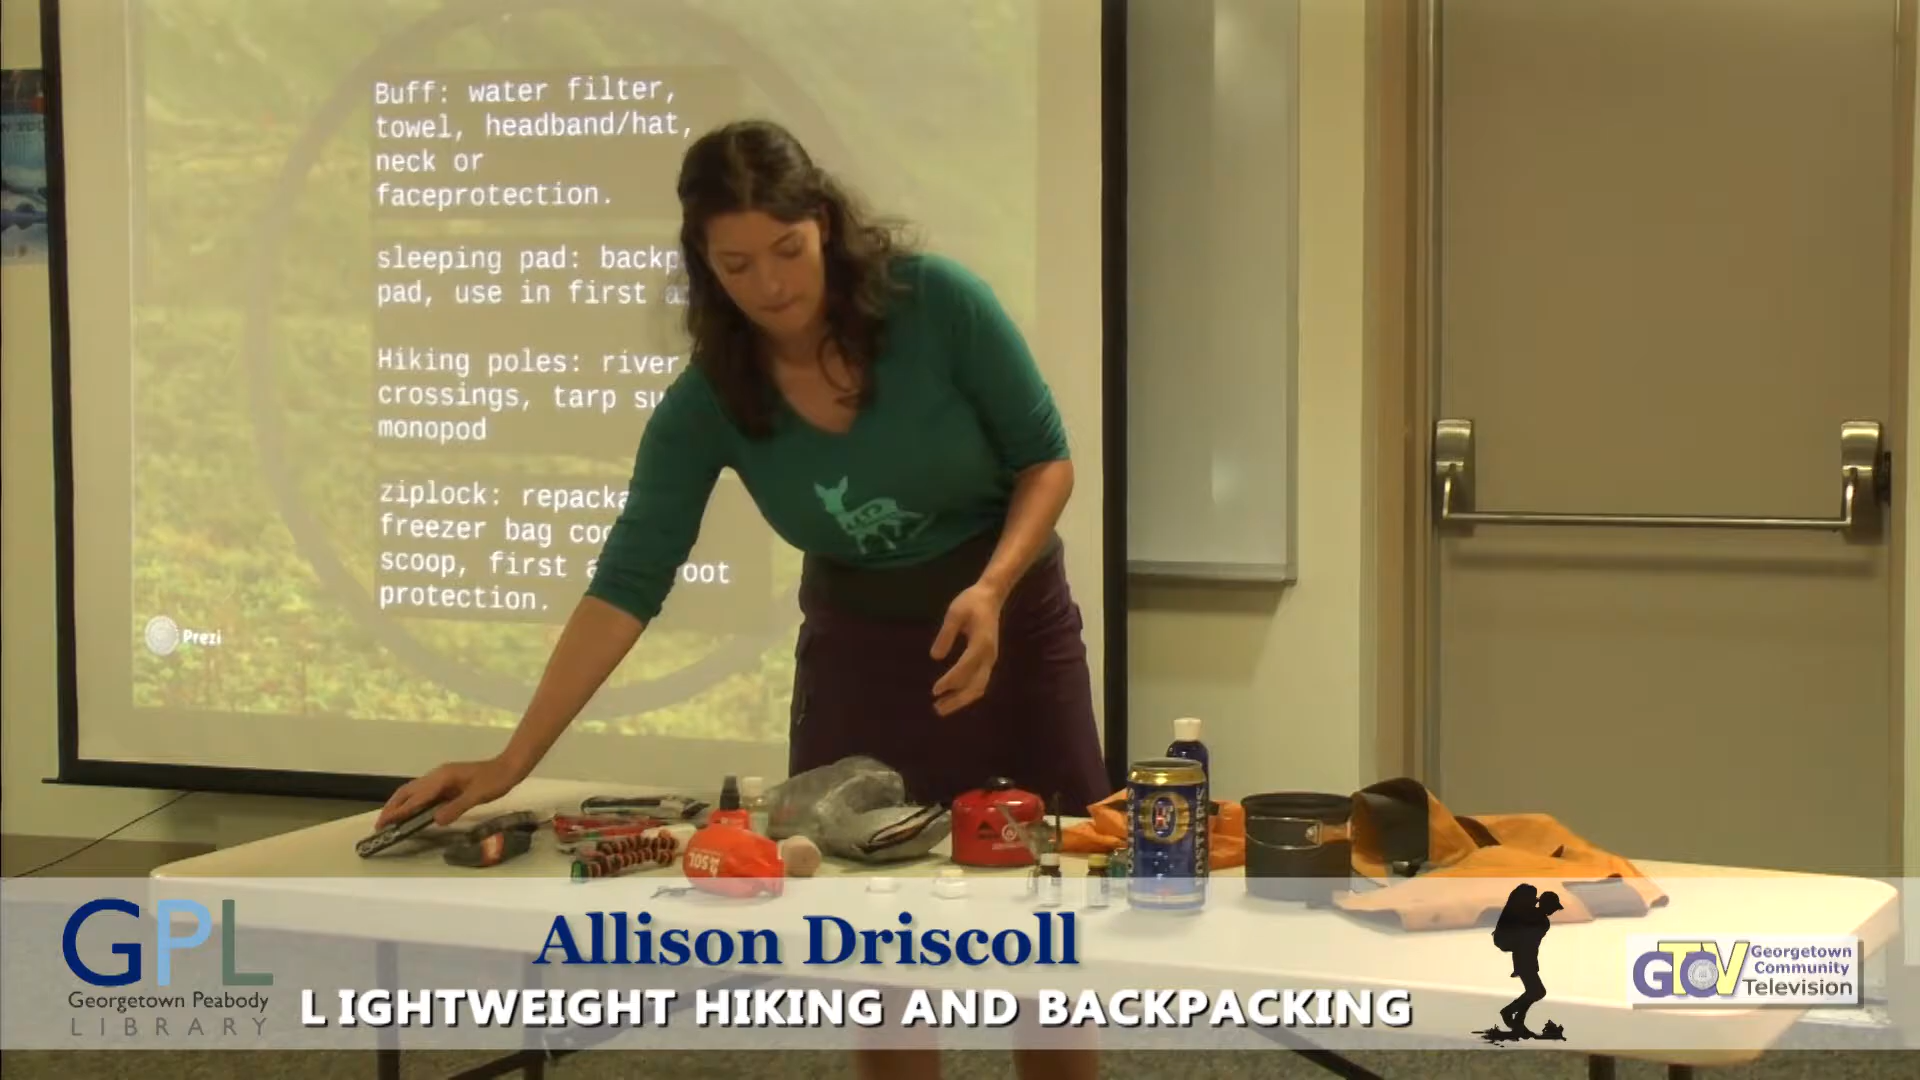 Buff: water filter,
towel, headband/hat,
neck or
faceprotection.
sleeping pad:
pad, use in first
Hiking poles: river
crossings, tarp
monopod
ziplock:
freezer bag
scoop, first
protection.
Prezi
SOL
GPL
Georgetown Peabody
LIBRARY
Allison Driscoll
LIGHTWEIGHT HIKING AND BACKPACKING
GTCV
Georgetown
Community
Television